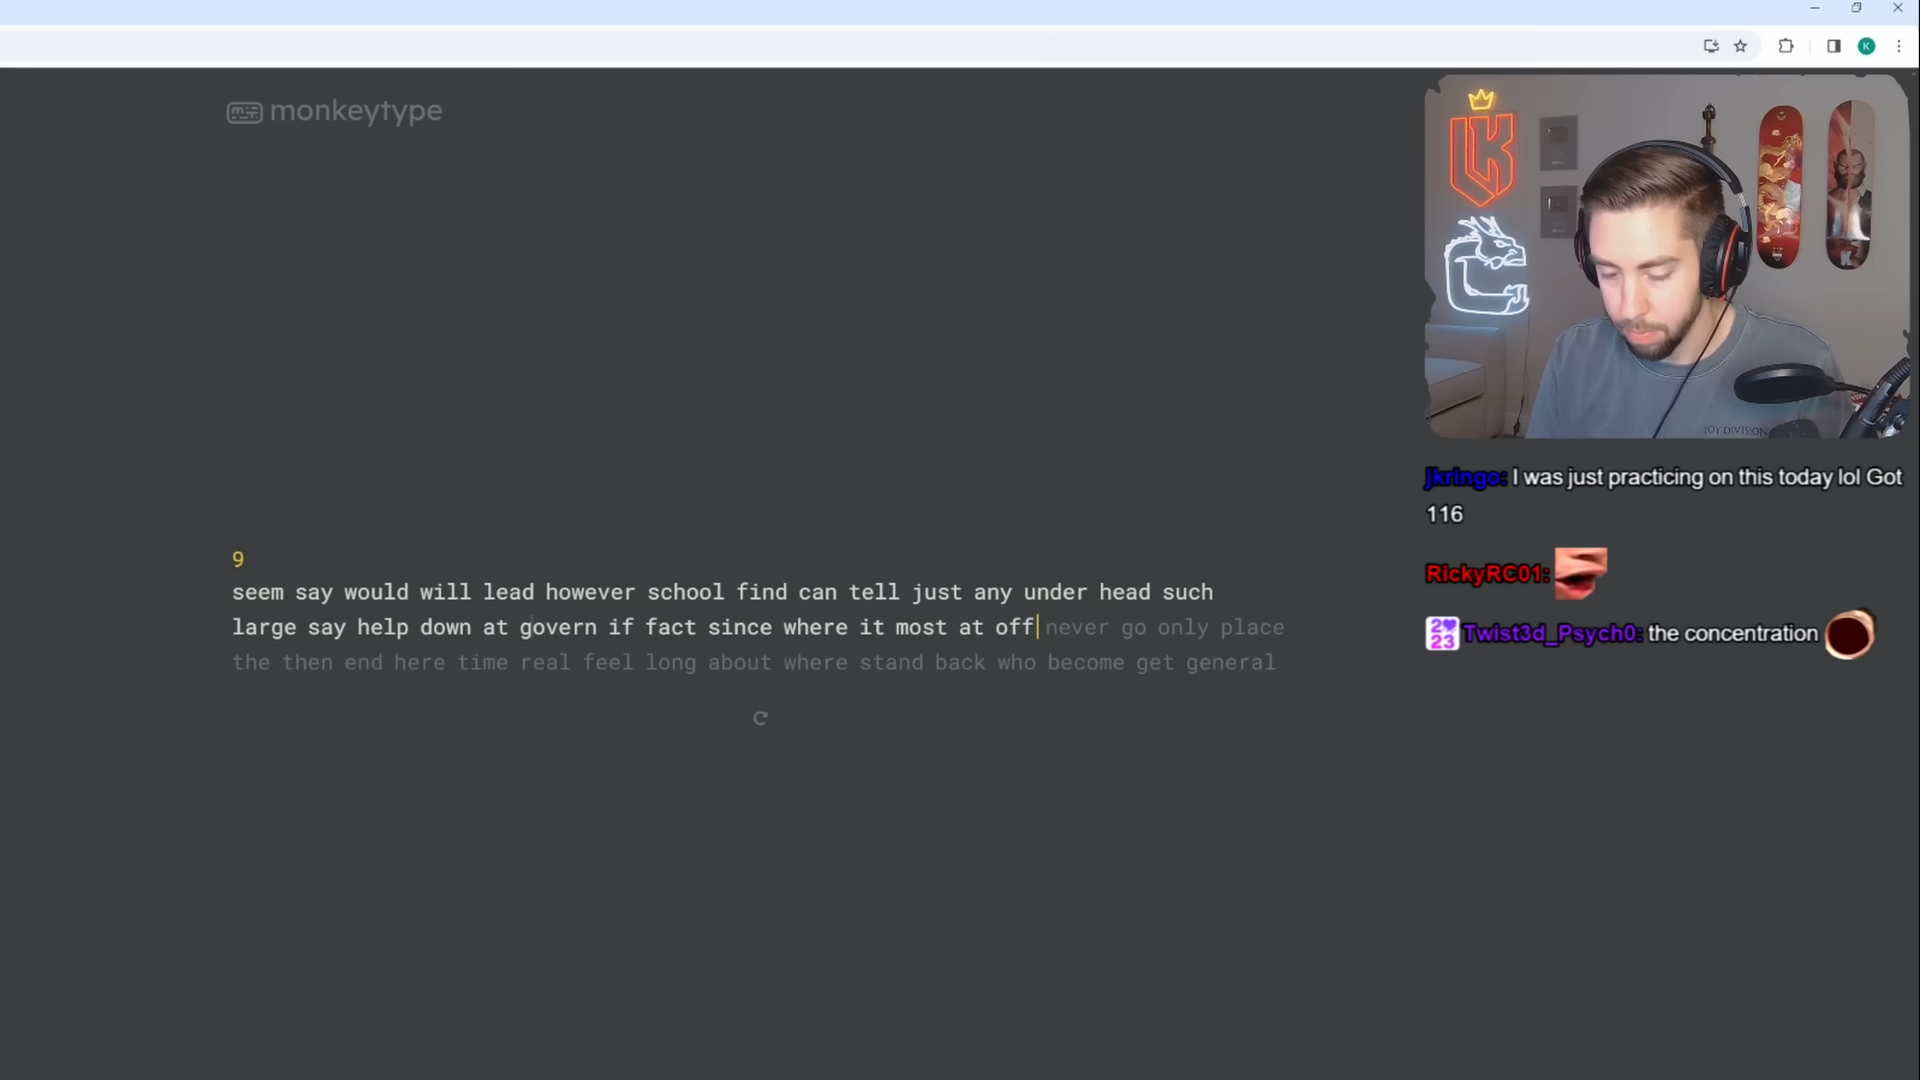 monkeytype
K
LK
JOY DIVISION
9
seem say would will lead however school find can tell just any under head such
large say help down at govern if fact since where it most at off never go only place
the then end here time real feel long about where stand back who become get general
jkringo: I was just practicing on this today lol Got
116
RickyRC01:
2023 Twist3d_Psych0: the concentration